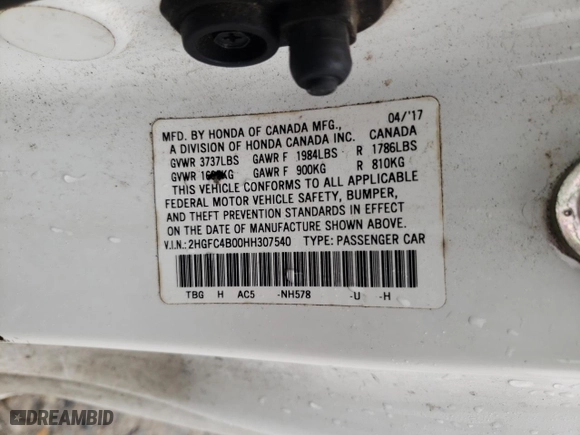 04/'17
MFD. BY HONDA OF CANADA MFG.,
A DIVISION OF HONDA CANADA INC. CANADA
GVWR 3737LBS GAWR F 1984LBS R 1786LBS
GVWR KG GAWR F 900KG R 810KG
THIS VEHICLE CONFORMS TO ALL APPLICABLE
FEDERAL MOTOR VEHICLE SAFETY, BUMPER,
AND THEFT PREVENTION STANDARDS IN EFFECT
ON THE DATE OF MANUFACTURE SHOWN ABOVE.
V.I.N.: 2HGFC4B00HH307540 TYPE: PASSENGER CAR
TBG H AC5 -NH578 -U -H
DREAMBID